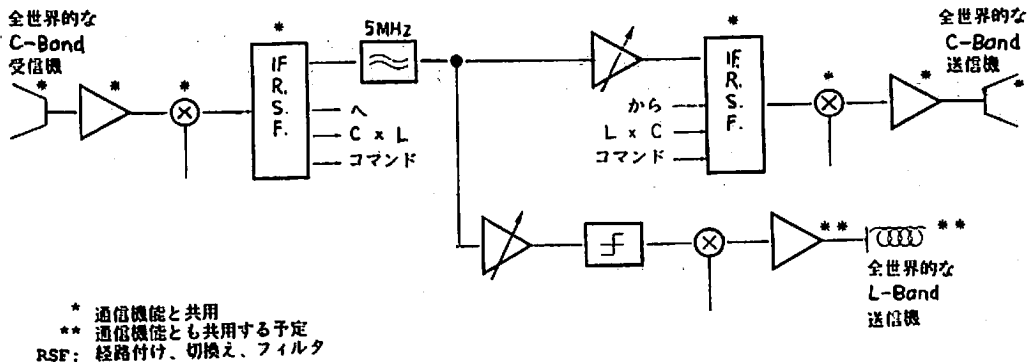 全世界的な
C-Band
受信機
*
*
*
*
IF
R.
S.
F.
5MHz
へ
C x L
コマンド
*
IF.
R.
S.
F.
から
L x C
コマンド
*
*
全世界的な
C-Band
送信機
*
**
**
全世界的な
L-Band
送信機
* 通信機能と共用
** 通信機能とも共用する予定
RSF: 経路付け、切換え、フィルタ